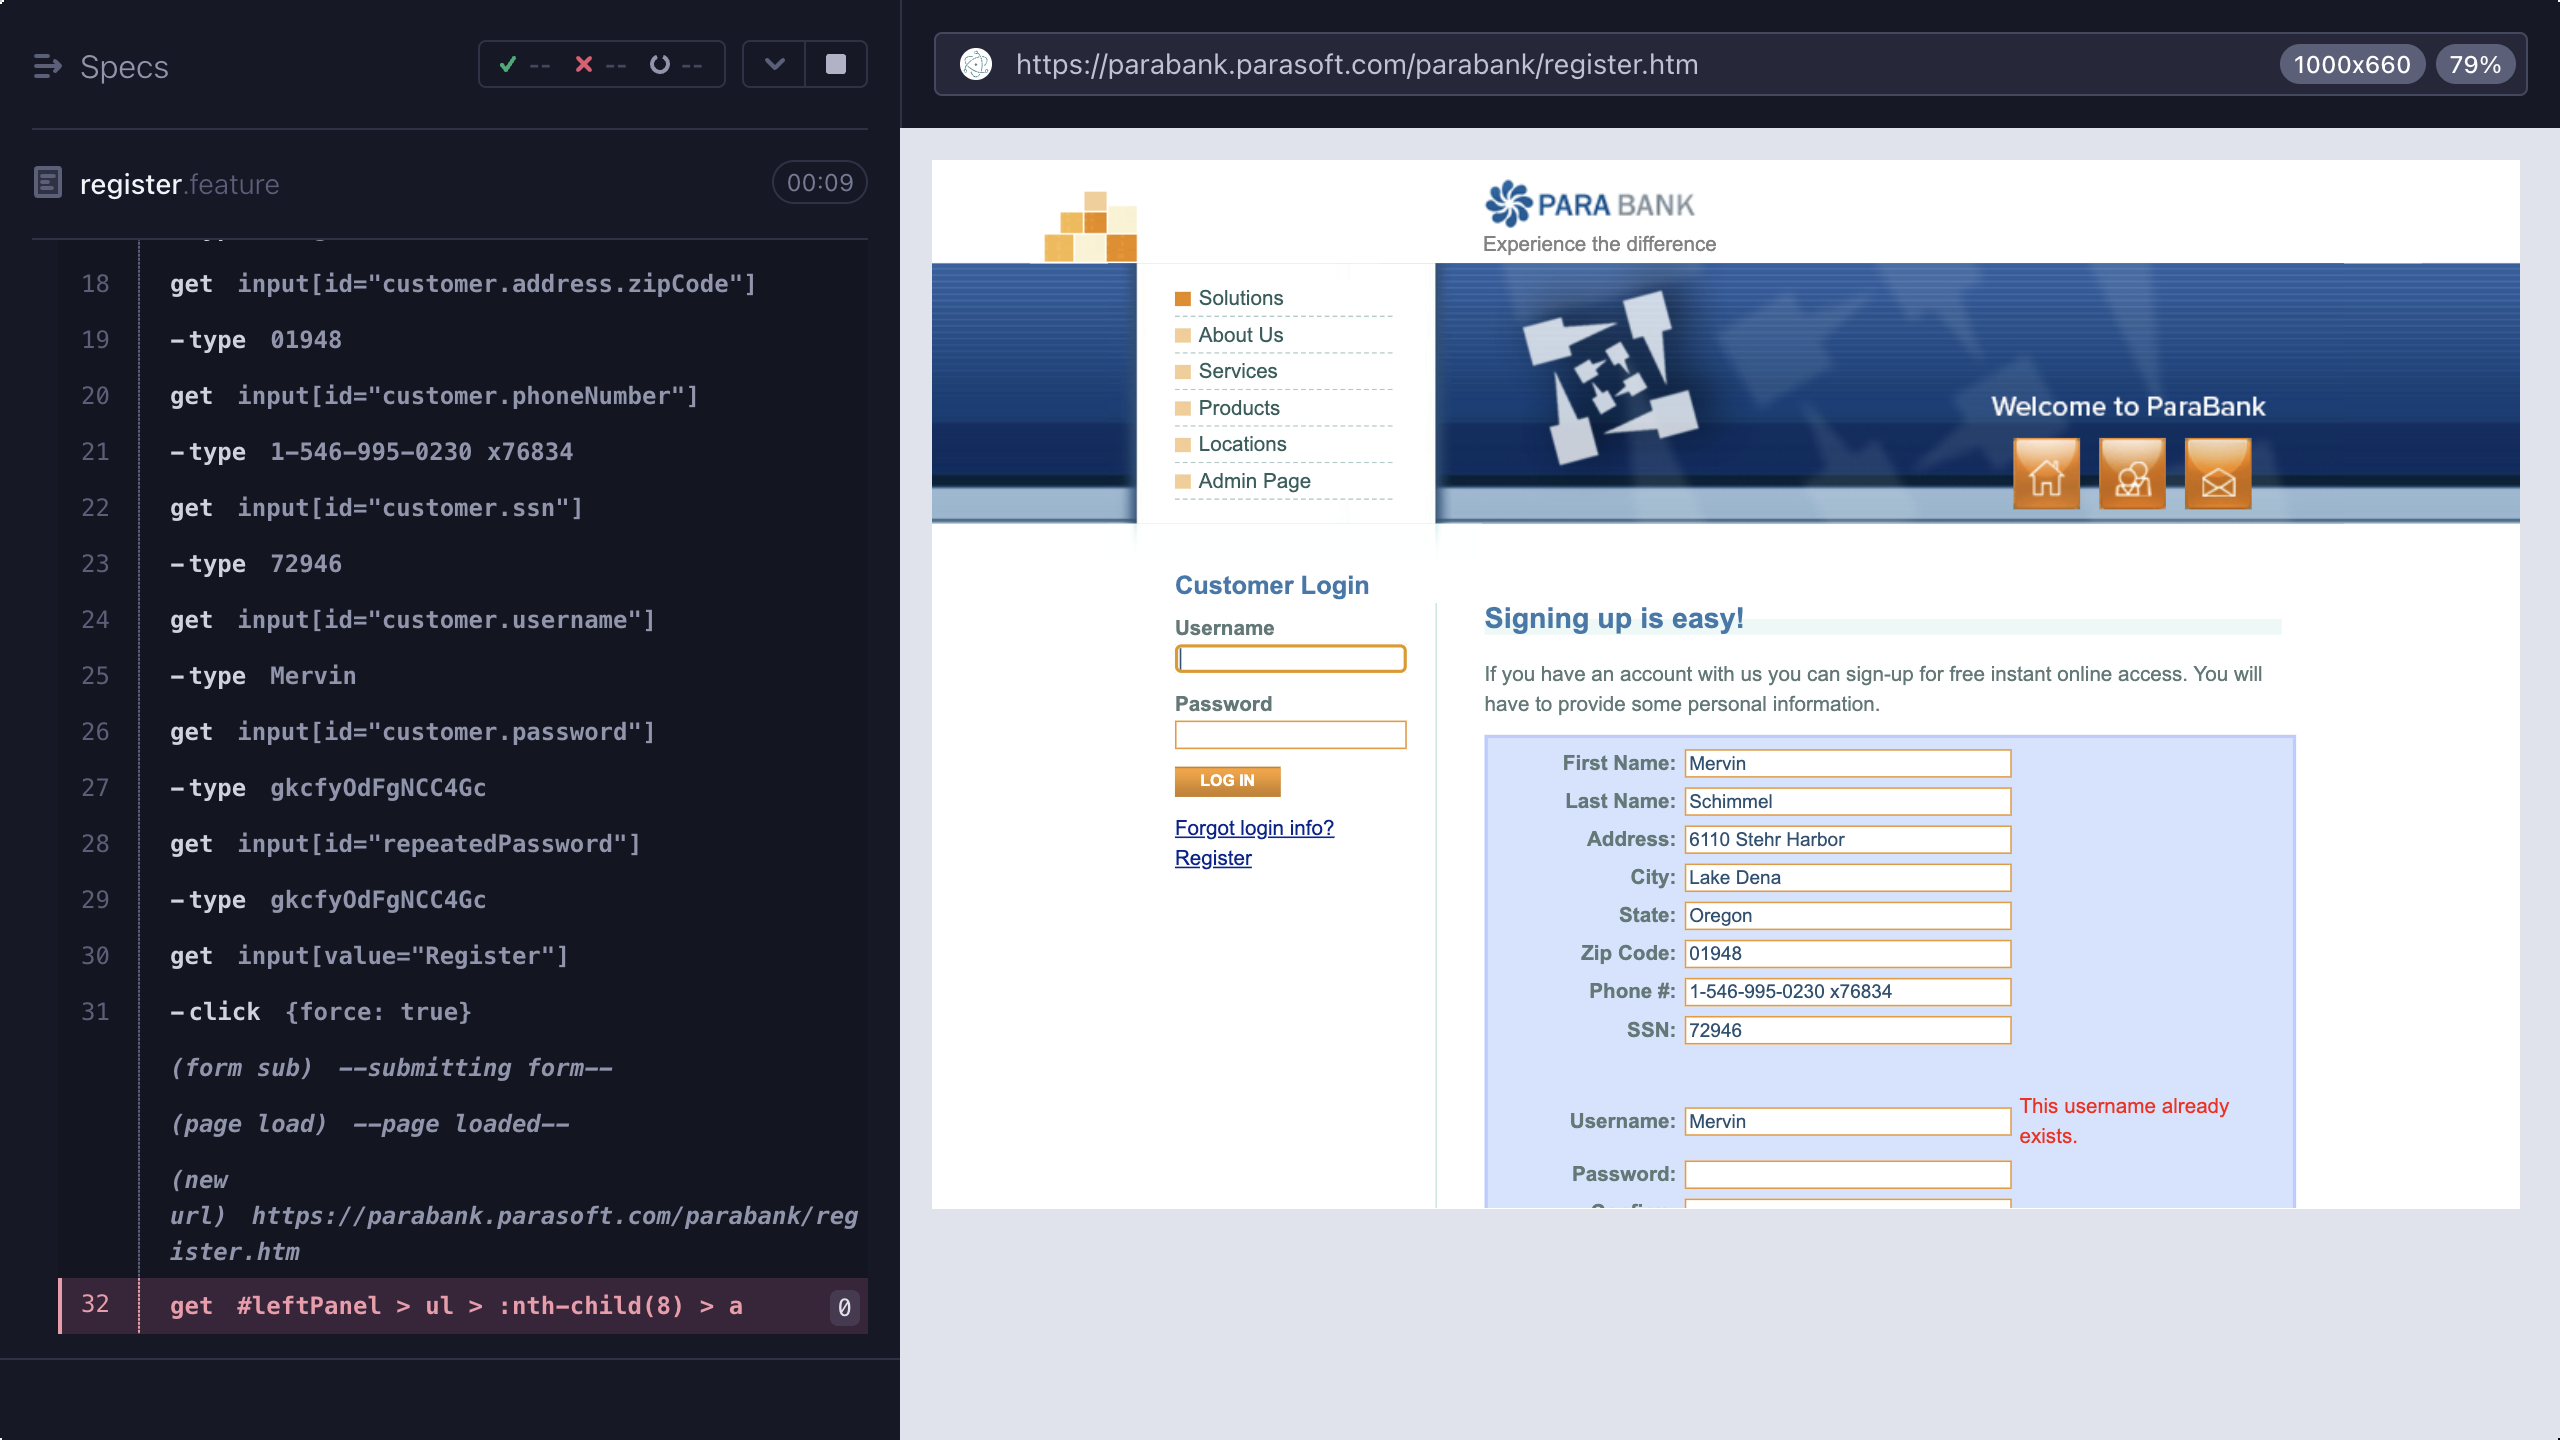 Specs
-- -- --
register.feature
00:09
18 get input[id="customer.address.zipCode"]
19 -type 01948
20 get input[id="customer.phoneNumber"]
21 -type 1-546-995-0230 x76834
22 get input[id="customer.ssn"]
23 -type 72946
24 get input[id="customer.username"]
25 -type Mervin
26 get input[id="customer.password"]
27 -type gkcfyOdFgNCC4Gc
28 get input[id="repeatedPassword"]
29 -type gkcfyOdFgNCC4Gc
30 get input[value="Register"]
31 -click {force: true}
(form sub) --submitting form--
(page load) --page loaded--
(new
url) https://parabank.parasoft.com/parabank/reg
ister.htm
32 get #leftPanel > ul > :nth-child(8) > a 0
https://parabank.parasoft.com/parabank/register.htm
1000x660
79%
PARA BANK
Experience the difference
Solutions
About Us
Services
Products
Locations
Admin Page
Welcome to ParaBank
Customer Login
Username
Password
LOG IN
Forgot login info?
Register
Signing up is easy!
If you have an account with us you can sign-up for free instant online access. You will
have to provide some personal information.
First Name: Mervin
Last Name: Schimmel
Address: 6110 Stehr Harbor
City: Lake Dena
State: Oregon
Zip Code: 01948
Phone #: 1-546-995-0230 x76834
SSN: 72946
Username: Mervin
This username already
exists.
Password: